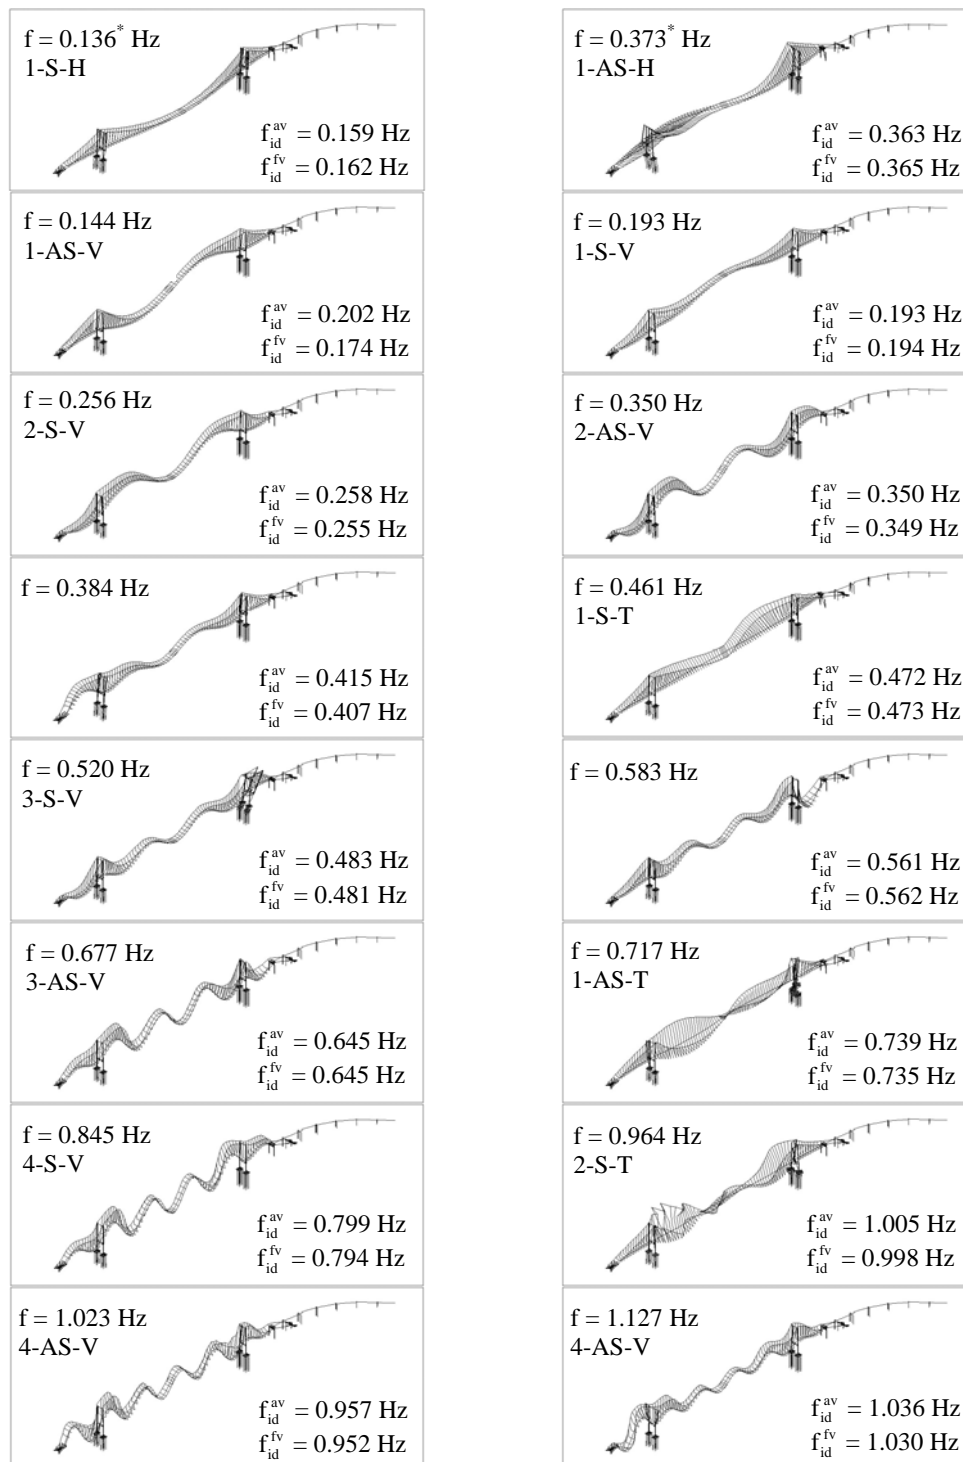 f = 0.136* Hz
1-S-H
f_id^av = 0.159 Hz
f_id^fv = 0.162 Hz
f = 0.373* Hz
1-AS-H
f_id^av = 0.363 Hz
f_id^fv = 0.365 Hz
f = 0.144 Hz
1-AS-V
f_id^av = 0.202 Hz
f_id^fv = 0.174 Hz
f = 0.193 Hz
1-S-V
f_id^av = 0.193 Hz
f_id^fv = 0.194 Hz
f = 0.256 Hz
2-S-V
f_id^av = 0.258 Hz
f_id^fv = 0.255 Hz
f = 0.350 Hz
2-AS-V
f_id^av = 0.350 Hz
f_id^fv = 0.349 Hz
f = 0.384 Hz
f_id^av = 0.415 Hz
f_id^fv = 0.407 Hz
f = 0.461 Hz
1-S-T
f_id^av = 0.472 Hz
f_id^fv = 0.473 Hz
f = 0.520 Hz
3-S-V
f_id^av = 0.483 Hz
f_id^fv = 0.481 Hz
f = 0.583 Hz
f_id^av = 0.561 Hz
f_id^fv = 0.562 Hz
f = 0.677 Hz
3-AS-V
f_id^av = 0.645 Hz
f_id^fv = 0.645 Hz
f = 0.717 Hz
1-AS-T
f_id^av = 0.739 Hz
f_id^fv = 0.735 Hz
f = 0.845 Hz
4-S-V
f_id^av = 0.799 Hz
f_id^fv = 0.794 Hz
f = 0.964 Hz
2-S-T
f_id^av = 1.005 Hz
f_id^fv = 0.998 Hz
f = 1.023 Hz
4-AS-V
f_id^av = 0.957 Hz
f_id^fv = 0.952 Hz
f = 1.127 Hz
4-AS-V
f_id^av = 1.036 Hz
f_id^fv = 1.030 Hz